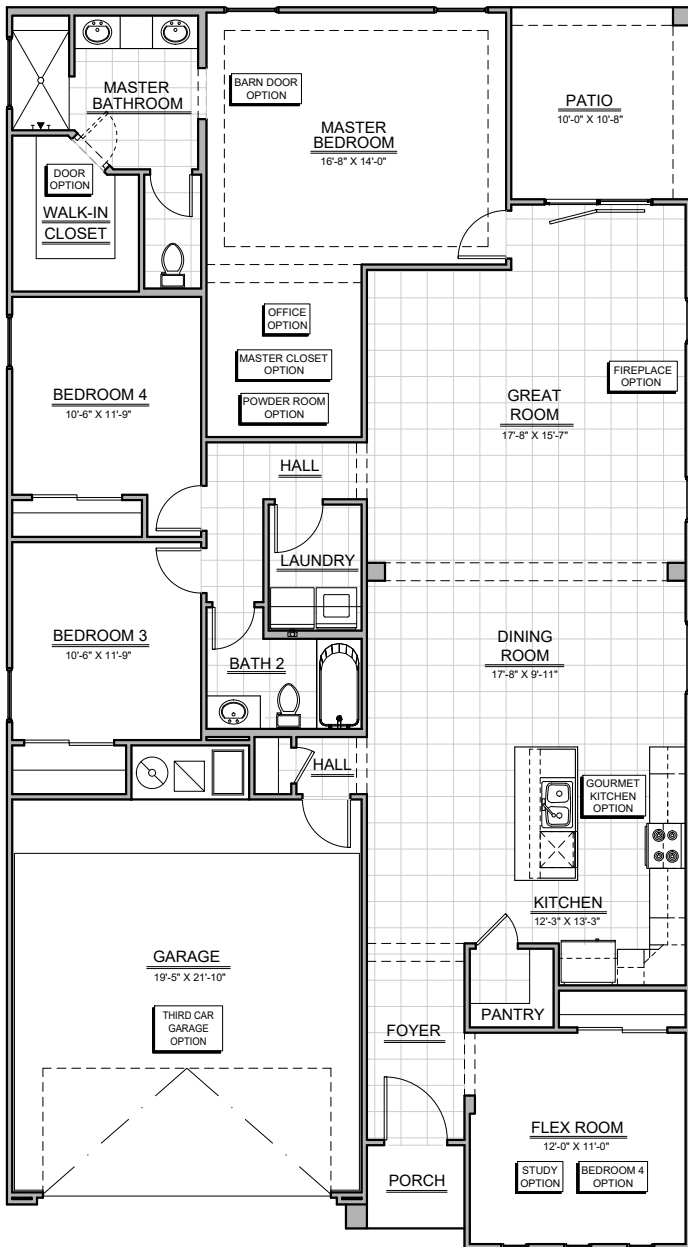 MASTER
BATHROOM
BARN DOOR
OPTION
MASTER
BEDROOM
16'-8" X 14'-0"
PATIO
10'-0" X 10'-8"
DOOR
OPTION
WALK-IN
CLOSET
OFFICE
OPTION
MASTER CLOSET
OPTION
POWDER ROOM
OPTION
BEDROOM 4
10'-6" X 11'-9"
GREAT
ROOM
17'-8" X 15'-7"
FIREPLACE
OPTION
HALL
LAUNDRY
BEDROOM 3
10'-6" X 11'-9"
BATH 2
DINING
ROOM
17'-8" X 9'-11"
HALL
GOURMET
KITCHEN
OPTION
KITCHEN
12'-3" X 13'-3"
GARAGE
19'-5" X 21'-10"
THIRD CAR
GARAGE
OPTION
PANTRY
FOYER
FLEX ROOM
12'-0" X 11'-0"
STUDY
OPTION
BEDROOM 4
OPTION
PORCH